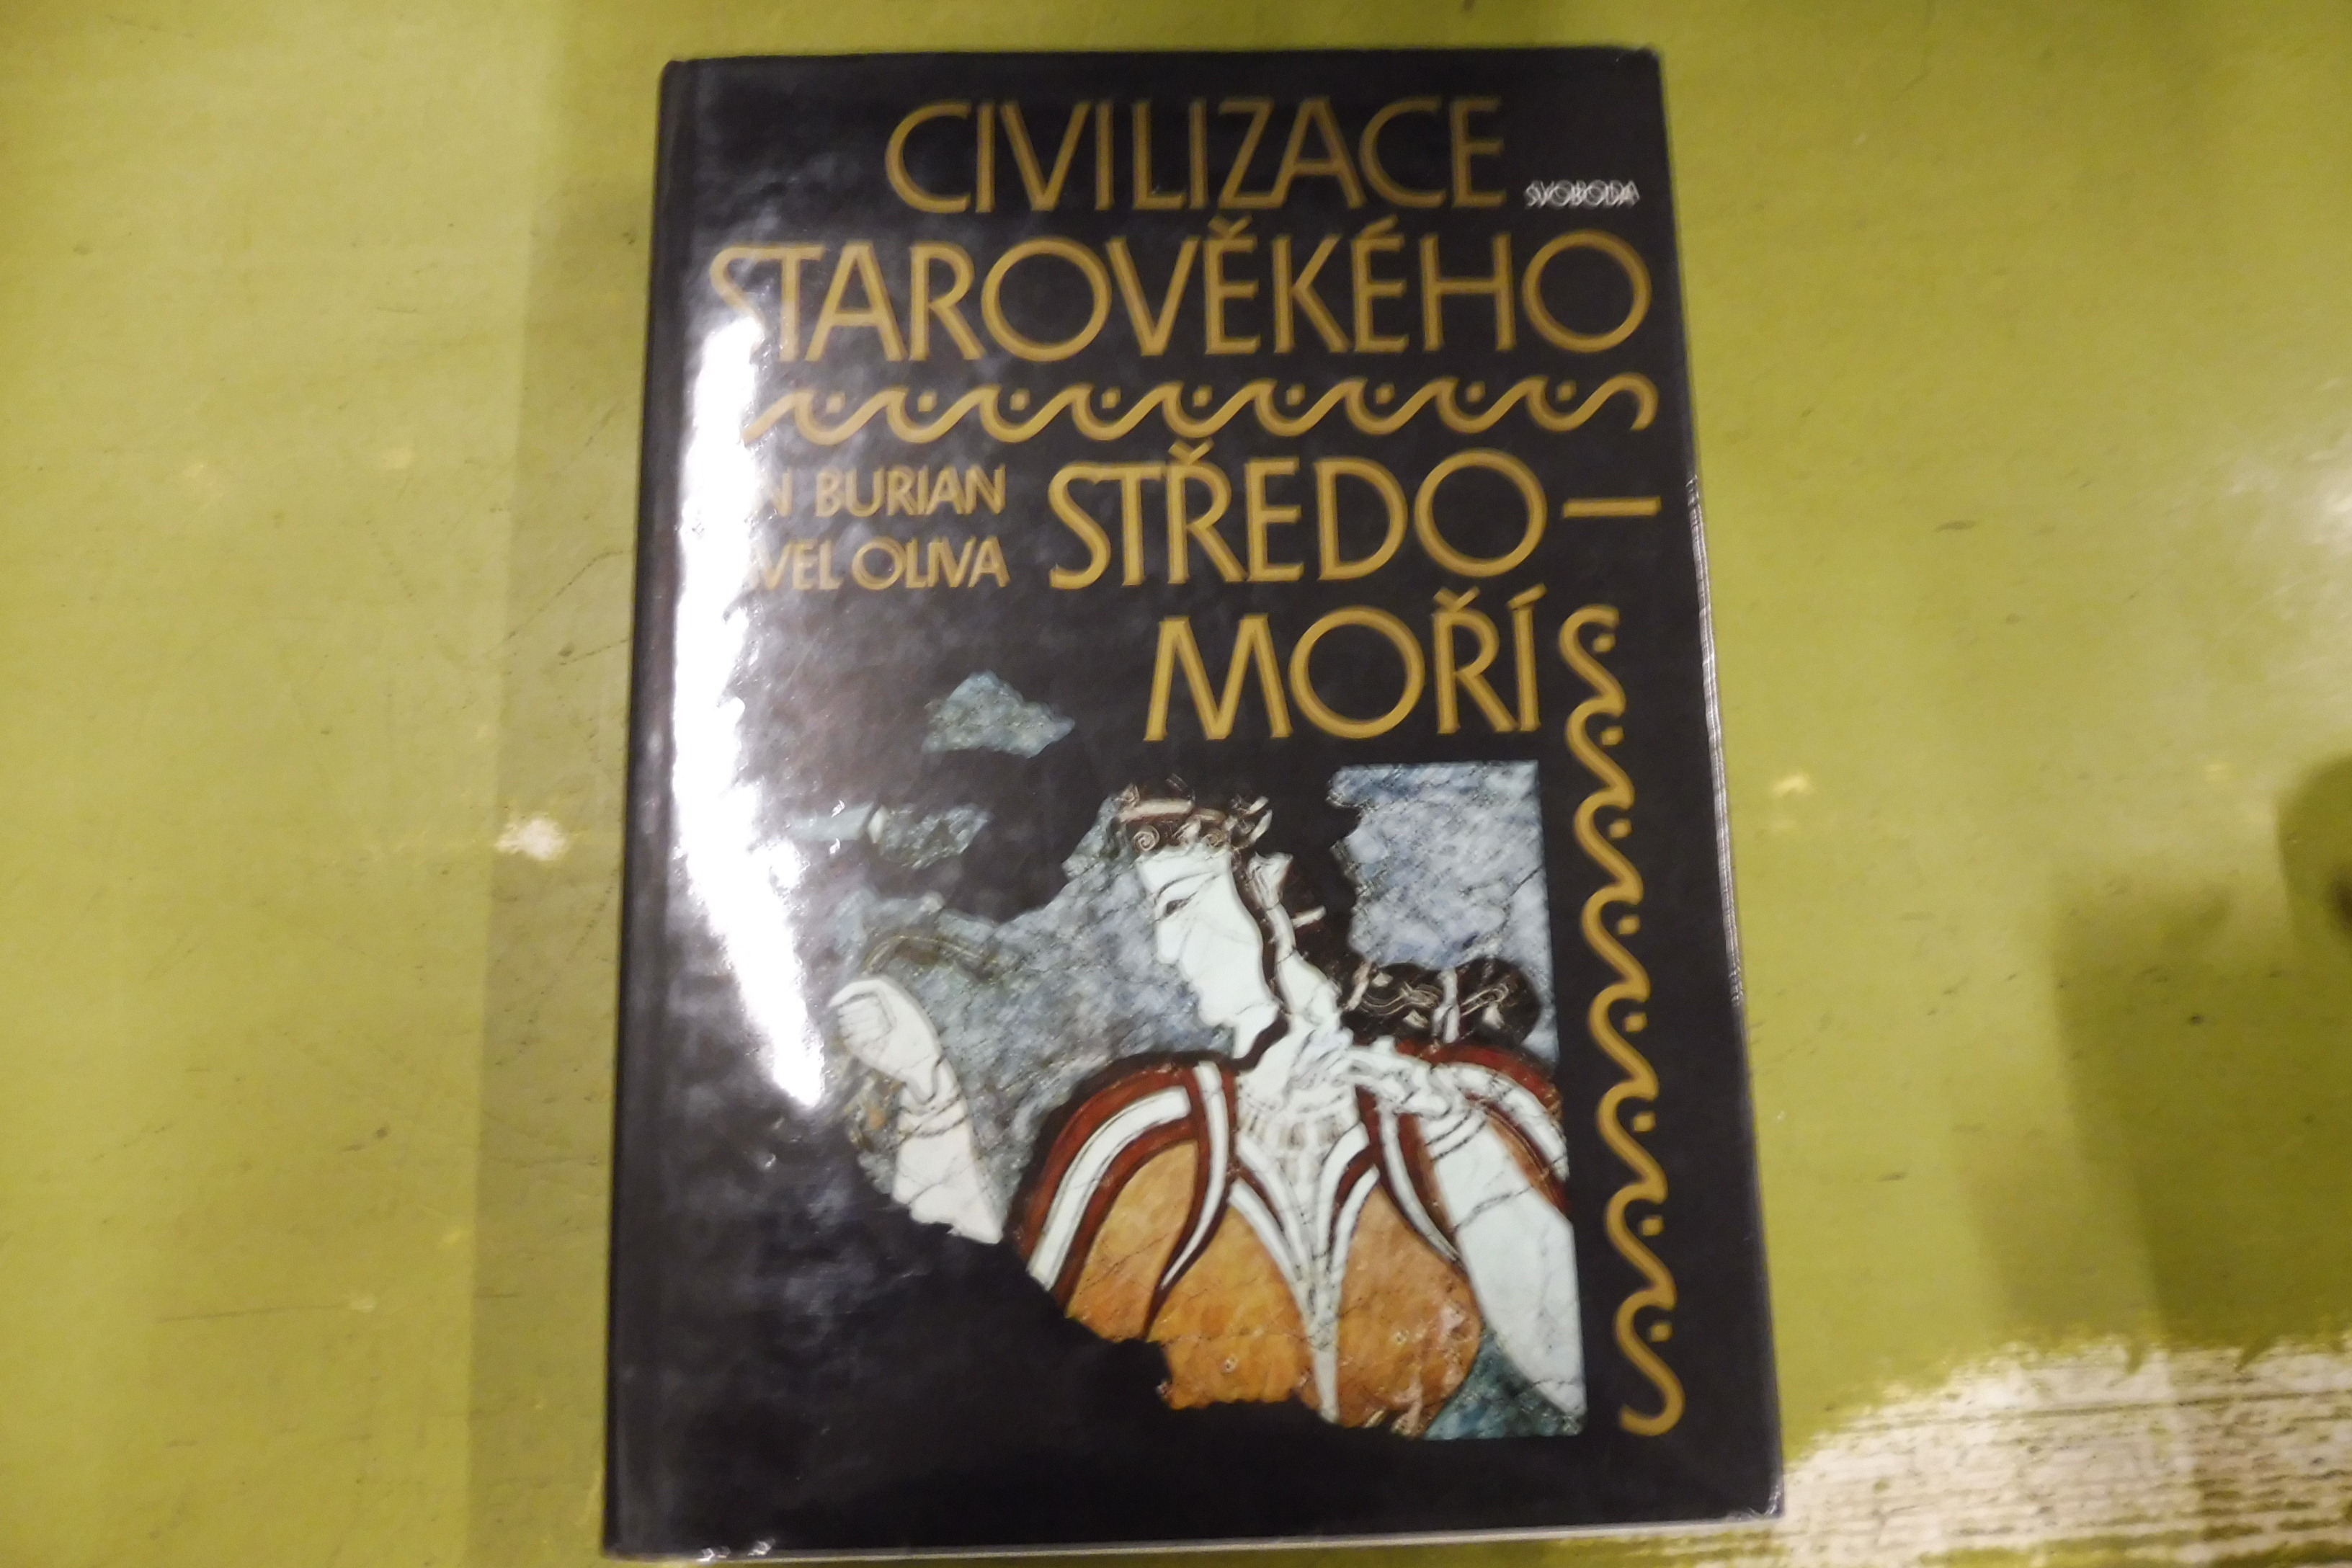 CIVILIZACE
SVOBODA
STAROVĚKÉHO
BURIAN
OLIVA
STŘEDO-
MOŘÍ